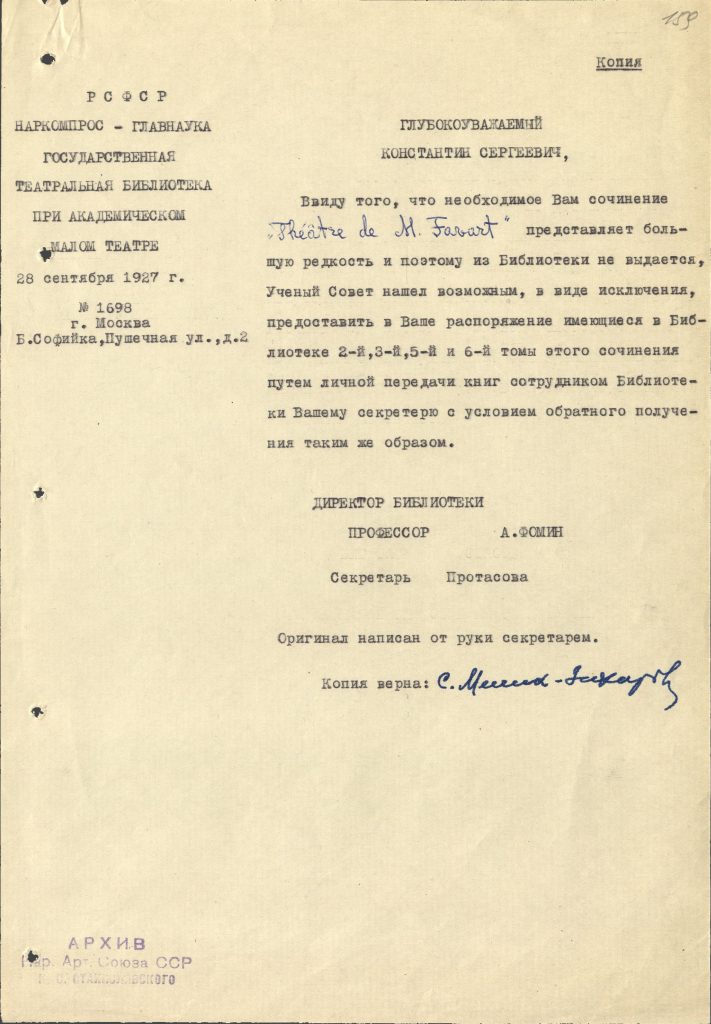 159
Копия
РСФСР
НАРКОМПРОС - ГЛАВНАУКА
ГОСУДАРСТВЕННАЯ
ТЕАТРАЛЬНАЯ БИБЛИОТЕКА
ПРИ АКАДЕМИЧЕСКОМ
МАЛОМ ТЕАТРЕ
28 сентября 1927 г.
№ 1698
г. Москва
Б.Софийка,Пушечная ул.,д.2
ГЛУБОКОУВАЖАЕМЫЙ
КОНСТАНТИН СЕРГЕЕВИЧ,
Ввиду того, что необходимое Вам сочинение
„Théâtre de M. Favart" представляет боль-
шую редкость и поэтому из Библиотеки не выдается,
Ученый Совет нашел возможным, в виде исключения,
предоставить в Ваше распоряжение имеющиеся в Биб-
лиотеке 2-й,3-й,5-й и 6-й томы этого сочинения
путем личной передачи книг сотрудником Библиоте-
ки Вашему секретерю с условием обратного получе-
ния таким же образом.
ДИРЕКТОР БИБЛИОТЕКИ
ПРОФЕССОР А.ФОМИН
Секретарь Протасова
Оригинал написан от руки секретарем.
Копия верна: С.
АРХИВ
Нар. Арт. Союза ССР
К. С. СТАНИСЛАВСКОГО